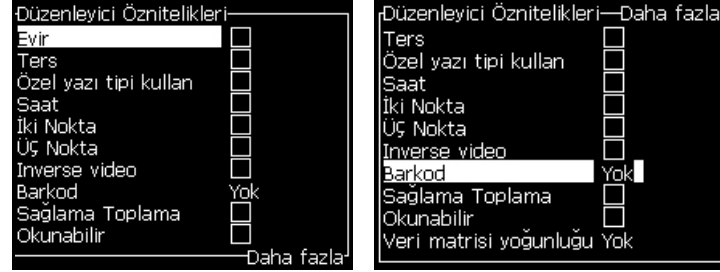 Düzenleyici Öznitelikleri
Evir
Ters
Özel yazı tipi kullan
Saat
İki Nokta
Üç Nokta
Inverse video
Barkod Yok
Sağlama Toplama
Okunabilir
Daha fazla
Düzenleyici Öznitelikleri Daha fazla
Ters
Özel yazı tipi kullan
Saat
İki Nokta
Üç Nokta
Inverse video
Barkod Yok
Sağlama Toplama
Okunabilir
Veri matrisi yoğunluğu Yok